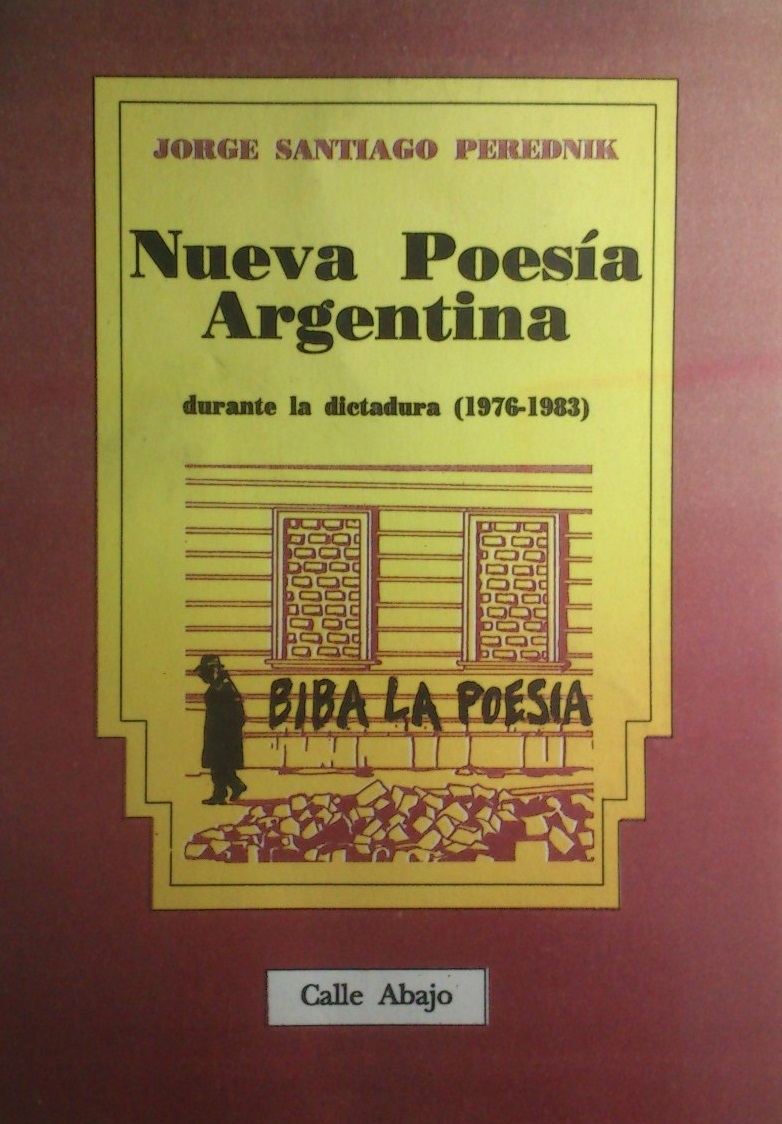 JORGE SANTIAGO PEREDNIK
Nueva Poesía
Argentina
durante la dictadura (1976-1983)
BIBA LA POESIA
Calle Abajo